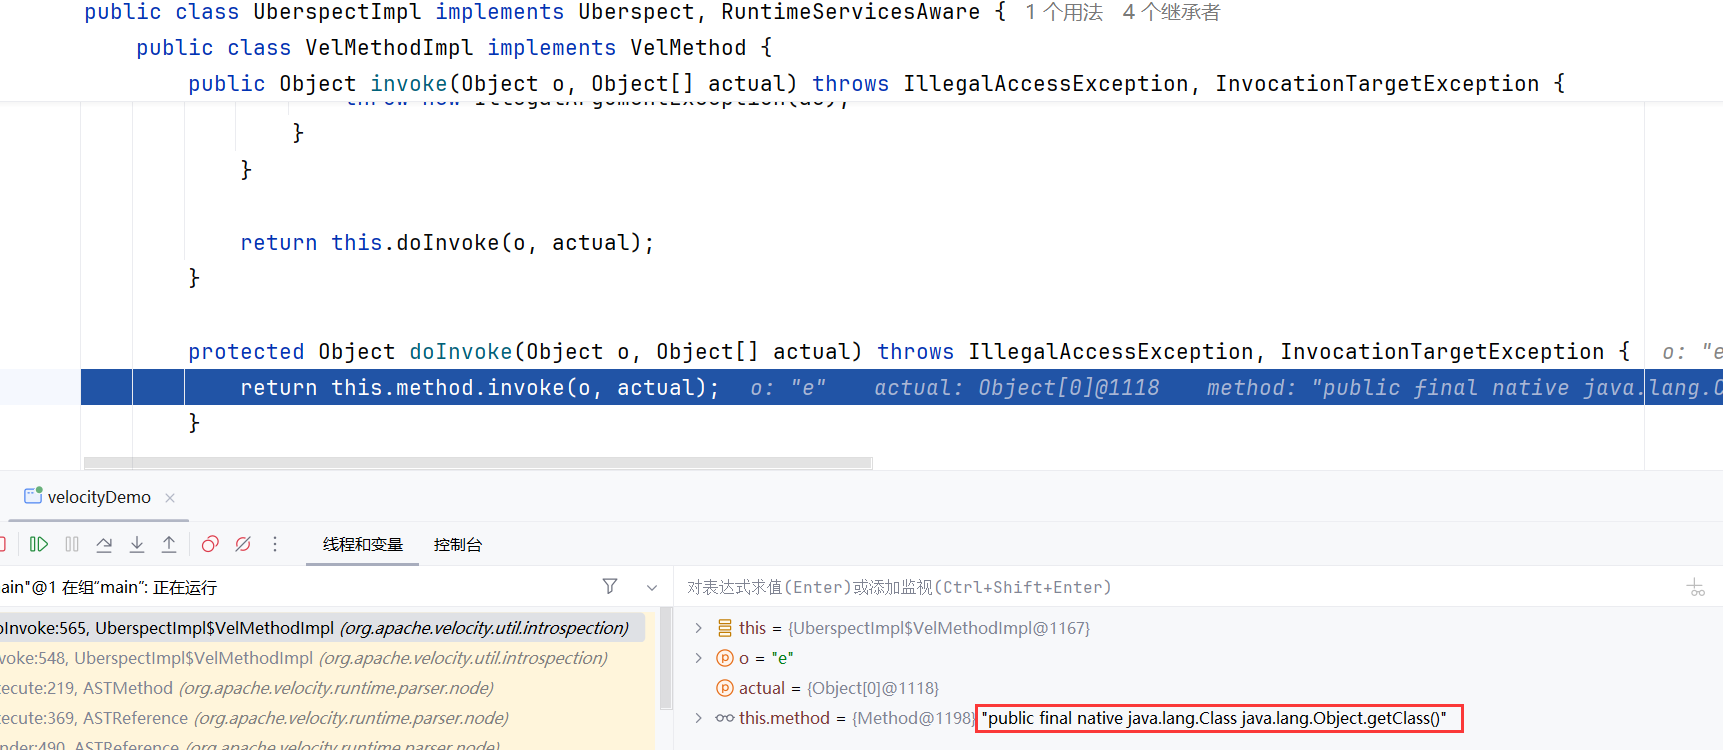 public class UberspectImpl implements Uberspect, RuntimeServicesAware {  1 个用法  4 个继承者
public class VelMethodImpl implements VelMethod {
public Object invoke(Object o, Object[] actual) throws IllegalAccessException, InvocationTargetException {
throw new IllegalArgumentException(ae);
}
}
return this.doInvoke(o, actual);
}
protected Object doInvoke(Object o, Object[] actual) throws IllegalAccessException, InvocationTargetException {  o: "e
return this.method.invoke(o, actual);  o: "e"  actual: Object[0]@1118  method: "public final native java.lang.C
}
velocityDemo ×
线程和变量 控制台
ain"@1 在组"main": 正在运行
对表达式求值(Enter)或添加监视(Ctrl+Shift+Enter)
oInvoke:565, UberspectImpl$VelMethodImpl (org.apache.velocity.util.introspection)
voke:548, UberspectImpl$VelMethodImpl (org.apache.velocity.util.introspection)
ecute:219, ASTMethod (org.apache.velocity.runtime.parser.node)
ecute:369, ASTReference (org.apache.velocity.runtime.parser.node)
nder:490, ASTReference (org.apache.velocity.runtime.parser.node)
this = {UberspectImpl$VelMethodImpl@1167}
o = "e"
actual = {Object[0]@1118}
this.method = {Method@1198} "public final native java.lang.Class java.lang.Object.getClass()"